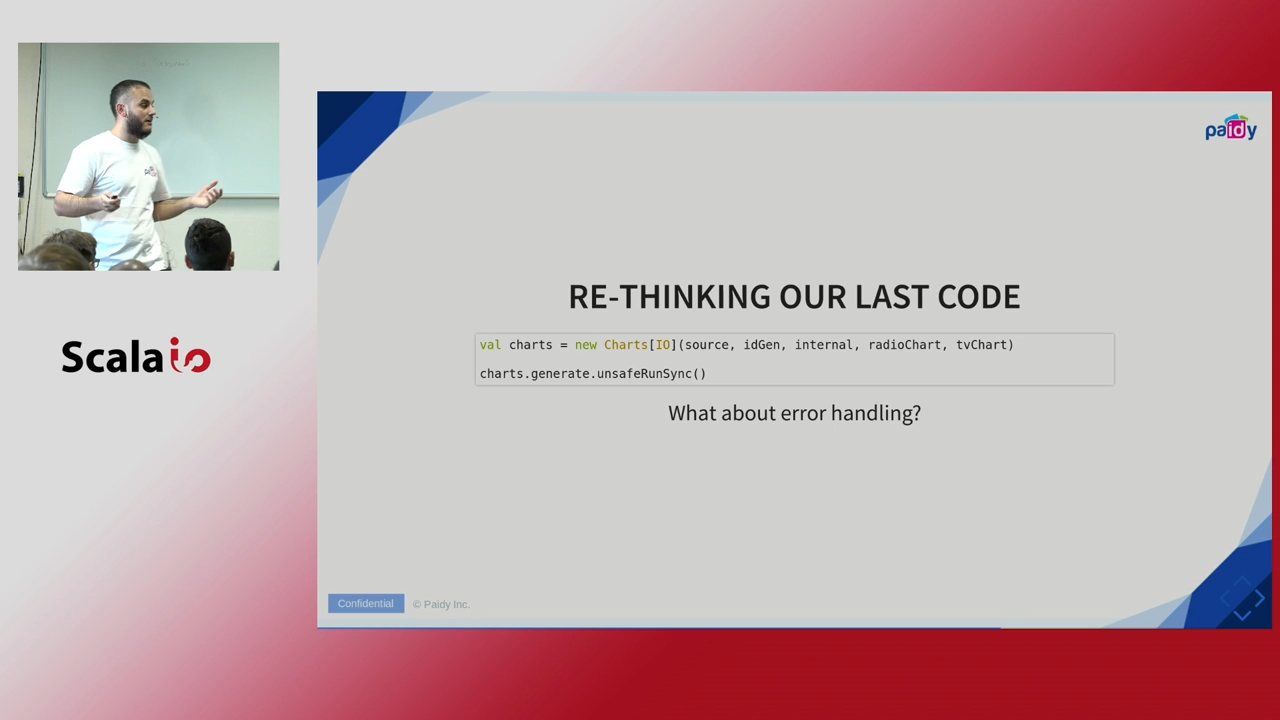 paidy
RE-THINKING OUR LAST CODE
val charts = new Charts[IO](source, idGen, internal, radioChart, tvChart)
charts.generate.unsafeRunSync()
What about error handling?
Scala io
Confidential
© Paidy Inc.